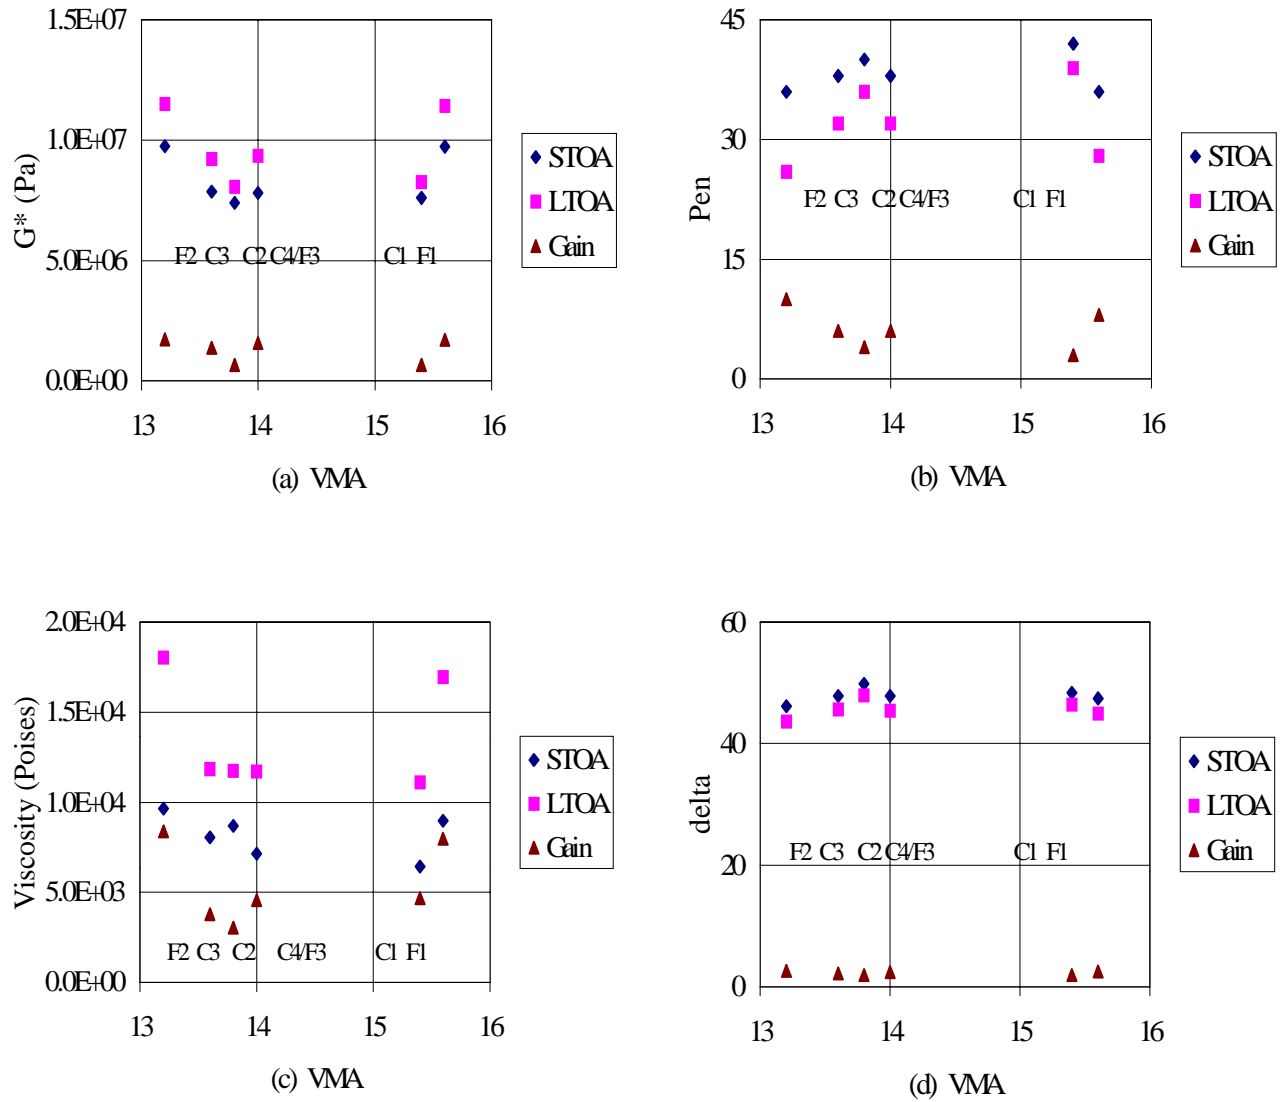 1.5E+07
1.0E+07
5.0E+06
0.0E+00
G* (Pa)
F2 C3 C2 C4/F3 C1 F1
13 14 15 16
(a) VMA
STOA
LTOA
Gain
45
30
15
0
Pen
F2 C3 C2 C4/F3 C1 F1
13 14 15 16
(b) VMA
STOA
LTOA
Gain
2.0E+04
1.5E+04
1.0E+04
5.0E+03
0.0E+00
Viscosity (Poises)
F2 C3 C2 C4/F3 C1 F1
13 14 15 16
(c) VMA
STOA
LTOA
Gain
60
40
20
0
delta
F2 C3 C2 C4/F3 C1 F1
13 14 15 16
(d) VMA
STOA
LTOA
Gain